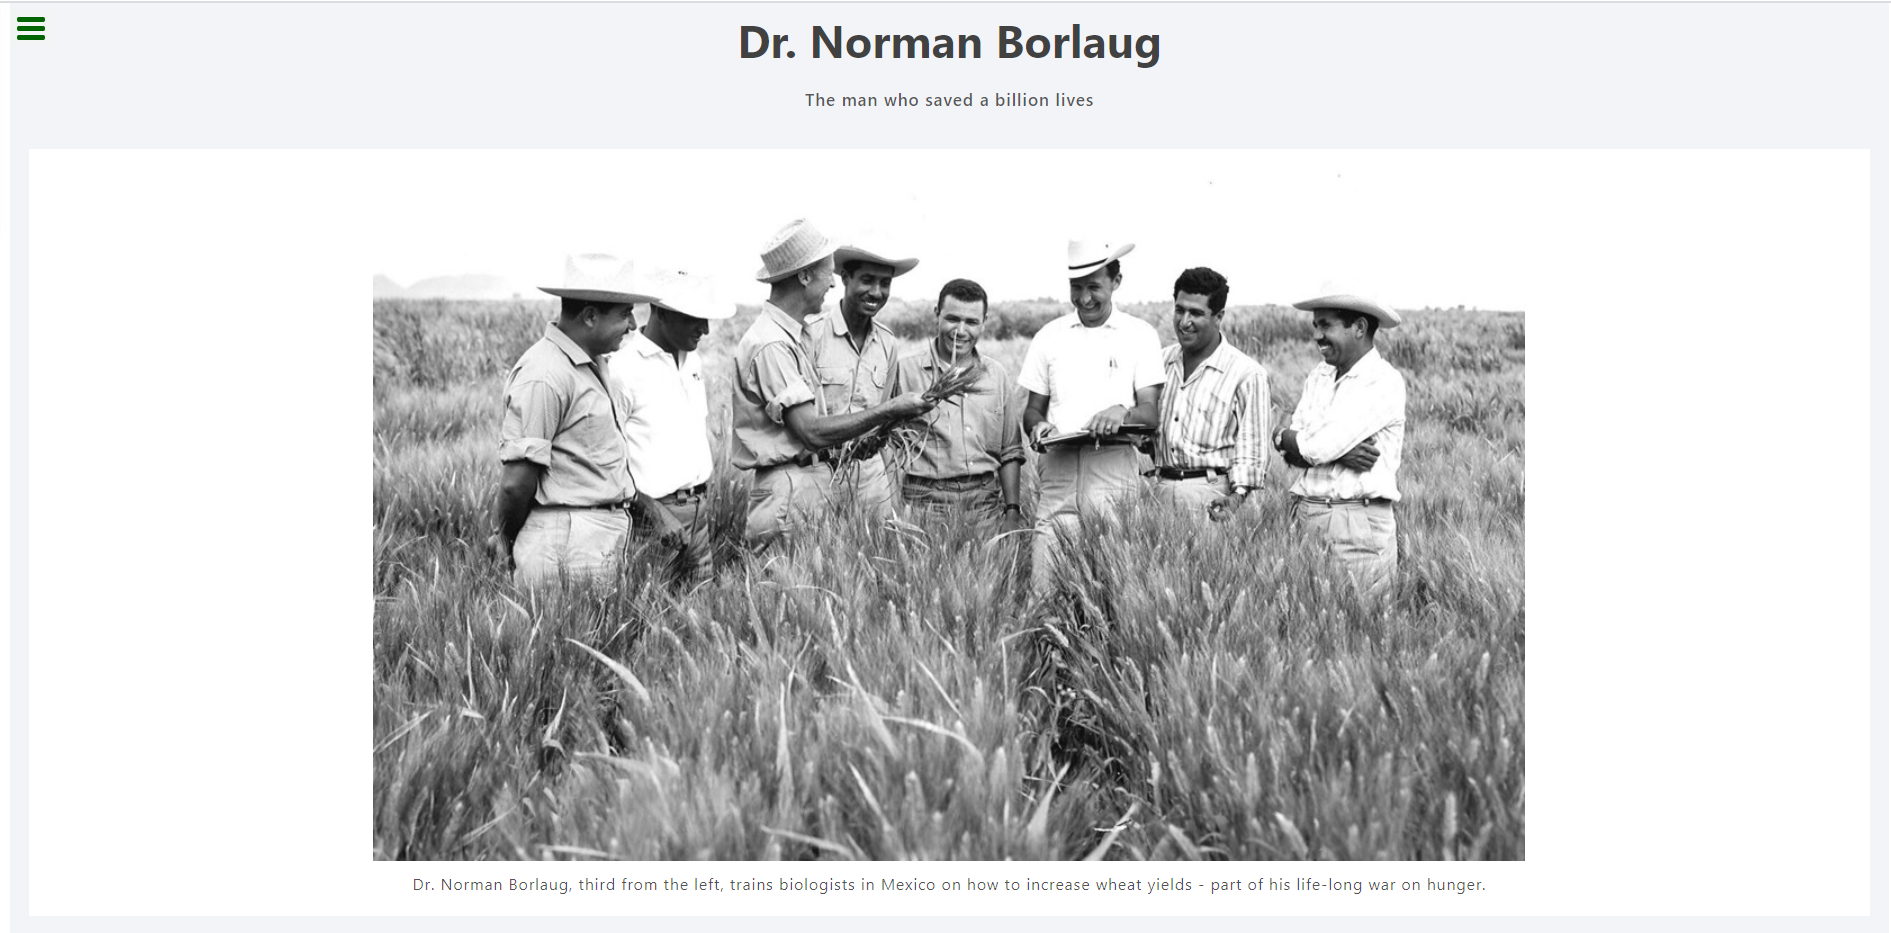 Dr. Norman Borlaug
The man who saved a billion lives
Dr. Norman Borlaug, third from the left, trains biologists in Mexico on how to increase wheat yields - part of his life-long war on hunger.